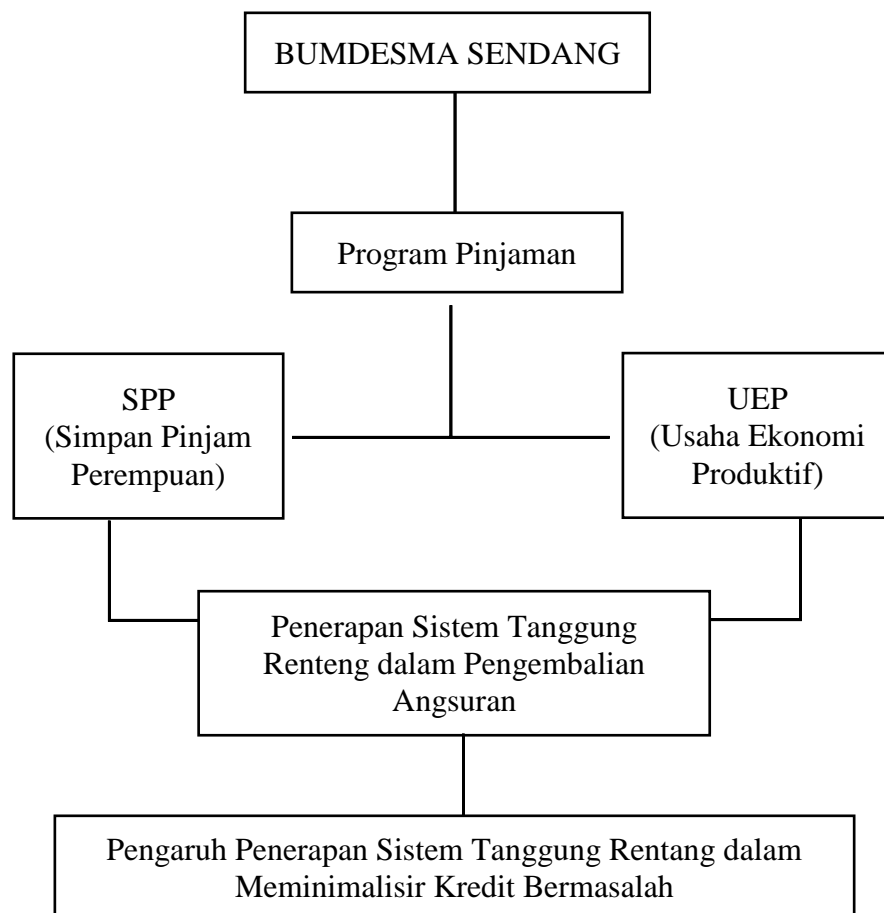 BUMDESMA SENDANG
Program Pinjaman
SPP
(Simpan Pinjam
Perempuan)
UEP
(Usaha Ekonomi
Produktif)
Penerapan Sistem Tanggung
Renteng dalam Pengembalian
Angsuran
Pengaruh Penerapan Sistem Tanggung Rentang dalam
Meminimalisir Kredit Bermasalah